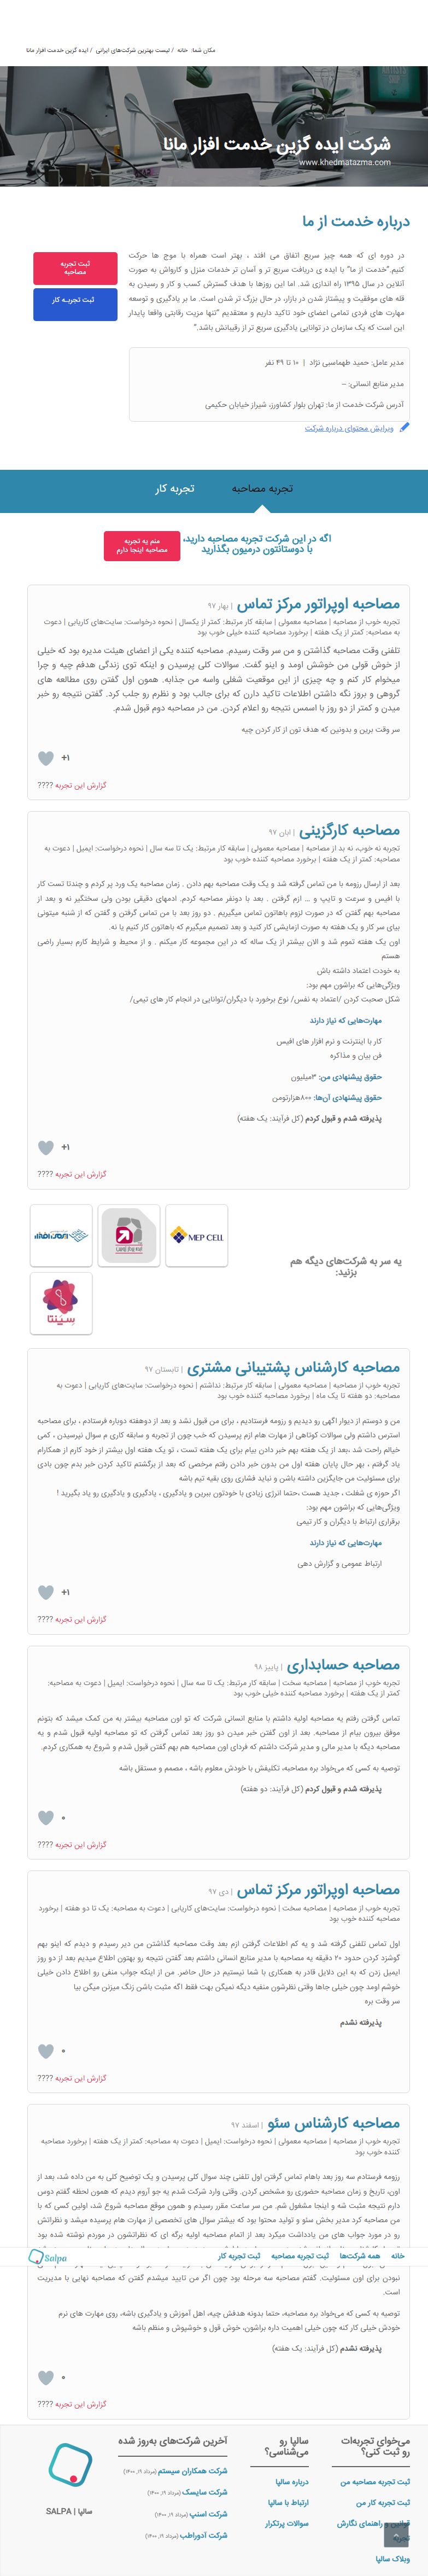 مکان شما: خانه / لیست بهترین شرکت‌های ایرانی / ایده گزین خدمت افزار مانا
شرکت ایده گزین خدمت افزار مانا
www.khedmatazma.com
درباره خدمت از ما
در دوره ای که همه چیز سریع اتفاق می افتد ، بهتر است همراه با موج ها حرکت
کنیم."خدمت از ما" با ایده ی دریافت سریع تر و آسان تر خدمات منزل و کارواش به صورت
آنلاین در سال ۱۳۹۵ راه اندازی شد. اما این روزها با هدف گسترش کسب و کار و رسیدن به
قله های موفقیت و پیشتاز شدن در بازار، در حال بزرگ تر شدن است. ما بر یادگیری و توسعه
مهارت های فردی تمامی اعضای خود تاکید داریم و معتقدیم "تنها مزیت رقابتی واقعا پایدار
این است که یک سازمان در توانایی یادگیری سریع تر از رقیبانش باشد."
ثبت تجربه
مصاحبه
ثبت تجربـه کار
مدیر عامل: حمید طهماسبی نژاد | ۱۰ تا ۴۹ نفر
مدیر منابع انسانی: –
آدرس شرکت خدمت از ما: تهران بلوار کشاورز، شیراز خیابان حکیمی
ویرایش محتوای درباره شرکت
تجربه مصاحبه
تجربه کار
اگه در این شرکت تجربه مصاحبه دارید،
با دوستانتون درمیون بگذارید
منم یه تجربه
مصاحبه اینجا دارم
مصاحبه اوپراتور مرکز تماس | بهار ۹۷
تجربه خوب از مصاحبه | مصاحبه معمولی | سابقه کار مرتبط: کمتر از یکسال | نحوه درخواست: سایت‌های کاریابی | دعوت
به مصاحبه: کمتر از یک هفته | برخورد مصاحبه کننده خیلی خوب بود
تلفنی وقت مصاحبه گذاشتن و من سر وقت رسیدم. مصاحبه کننده یکی از اعضای هیئت مدیره بود که خیلی
از خوش قولی من خوشش اومد و اینو گفت. سوالات کلی پرسیدن و اینکه توی زندگی هدفم چیه و چرا
میخوام کار کنم و چه چیزی از این موقعیت شغلی واسه من جذابه. همون اول گفتن روی مطالعه های
گروهی و بروز نگه داشتن اطلاعات تاکید دارن که برای جالب بود و نظرم رو جلب کرد. گفتن نتیجه رو خبر
میدن و کمتر از دو روز با اسمس نتیجه رو اعلام کردن. من در مصاحبه دوم قبول شدم.
سر وقت برین و بدونین که هدف تون از کار کردن چیه
+۱
گزارش این تجربه ????
مصاحبه کارگزینی | آبان ۹۷
تجربه نه خوب، نه بد از مصاحبه | مصاحبه معمولی | سابقه کار مرتبط: یک تا سه سال | نحوه درخواست: ایمیل | دعوت به
مصاحبه: کمتر از یک هفته | برخورد مصاحبه کننده خوب بود
بعد از ارسال رزومه با من تماس گرفته شد و یک وقت مصاحبه بهم دادن . زمان مصاحبه یک ورد پر کردم و چندتا تست کار
با افیس و سرعت و تایپ و ... ازم گرفتن . بعد با دونفر مصاحبه کردم. ادمهای دقیقی بودن ولی سختگیر نه و بعد از
مصاحبه بهم گفتن که در صورت لزوم باهاتون تماس میگیریم . دو روز بعد با من تماس گرفتن و گفتن که از شنبه میتونی
بیای سر کار و یک هفته به صورت ازمایشی کار کنید و بعد تصمیم میگیرم که باهاتون کار کنیم یا نه.
اون یک هفته تموم شد و الان بیشتر از یک ساله که در این مجموعه کار میکنم . و از محیط و شرایط کارم بسیار راضی
هستم
به خودت اعتماد داشته باش
ویژگی‌هایی که براشون مهم بود:
شکل صحبت کردن /اعتماد به نفس/ نوع برخورد با دیگران/توانایی در انجام کار های تیمی/
مهارت‌هایی که نیاز دارند
کار با اینترنت و نرم افزار های افیس
فن بیان و مذاکره
حقوق پیشنهادی من: ۳میلیون
حقوق پیشنهادی آن‌ها: ۸۰۰هزارتومن
پذیرفته شدم و قبول کردم (کل فرآیند: یک هفته)
+۱
گزارش این تجربه ????
یه سر به شرکت‌های دیگه هم
بزنید:
MEP CELL
سپنتا
مصاحبه کارشناس پشتیبانی مشتری | تابستان ۹۷
تجربه خوب از مصاحبه | مصاحبه معمولی | سابقه کار مرتبط: نداشتم | نحوه درخواست: سایت‌های کاریابی | دعوت به
مصاحبه: دو هفته تا یک ماه | برخورد مصاحبه کننده خوب بود
من و دوستم از دیوار آگهی رو دیدیم و رزومه فرستادیم ، برای من قبول نشد و بعد از دوهفته دوباره فرستادم ، برای مصاحبه
استرس داشتم ولی سوالات کوتاهی از مهارت هام ازم پرسیدن که خب چون از تجربه و سابقه کاری م سوال نپرسیدن ، کمی
خیالم راحت شد ،بعد از یک هفته بهم خبر دادن بیام برای یک هفته تست ، تو یک هفته اول بیشتر از خود کارم از همکارام
یاد گرفتم ، بهر حال پایان هفته اول من بدون خبر دادن رفتم مرخصی که بعد از برگشتم تاکید کردن خبر بدم چون بادی
برای مسئولیت من جایگزین داشته باشن و نباید فشاری روی بقیه تیم باشه
اگر حوزه ی شغلت ، جدید هست ،حتما انرژی زیادی با خودتون ببرین و یادگیری ، یادگیری و یادگیری رو یاد بگیرید !
ویژگی‌هایی که براشون مهم بود:
برقراری ارتباط با دیگران و کار تیمی
مهارت‌هایی که نیاز دارند
ارتباط عمومی و گزارش دهی
+۱
گزارش این تجربه ????
مصاحبه حسابداری | پاییز ۹۸
تجربه خوب از مصاحبه | مصاحبه سخت | سابقه کار مرتبط: یک تا سه سال | نحوه درخواست: ایمیل | دعوت به مصاحبه:
کمتر از یک هفته | برخورد مصاحبه کننده خیلی خوب بود
تماس گرفتن رفتم یه مصاحبه اولیه داشتم با منابع انسانی شرکت که تو اون مصاحبه بیشتر به من کمک میشد که بتونم
موفق بیرون بیام از مصاحبه. بعد از اون گفتن خبر میدن دو روز بعد تماس گرفتن که تو مصاحبه اولیه قبول شدم و یه
مصاحبه دیگه با مدیر مالی و مدیر شرکت داشتم که فردای اون مصاحبه هم بهم گفتن قبول شدم و شروع به همکاری کردم.
توصیه به کسی که می‌خواد بره مصاحبه، تکلیفش با خودش معلوم باشه ، مصمم و مستقل باشه
پذیرفته شدم و قبول کردم (کل فرآیند: دو هفته)
۰
گزارش این تجربه ????
مصاحبه اوپراتور مرکز تماس | دی ۹۷
تجربه خوب از مصاحبه | مصاحبه سخت | نحوه درخواست: سایت‌های کاریابی | دعوت به مصاحبه: یک تا دو هفته | برخورد
مصاحبه کننده خوب بود
اول تماس تلفنی گرفته شد و یه کم اطلاعات گرفتن ازم بعد وقت مصاحبه گذاشتن من دیر رسیدم و دیدم که اینو بهم
گوشزد کردن حدود ۲۰ دقیقه یه مصاحبه با مدیر منابع انسانی داشتم بعد گفتن نتیجه رو بهتون اطلاع میدیم بعد از دو روز
ایمیل زدن که به این دلایل قادر به همکاری با شما نیستیم در حال حاضر. من از اینکه جواب منفی رو اطلاع دادن خیلی
خوشم اومد چون خیلی جاها وقتی نظرشون منفیه دیگه نمیگن بهت فقط اگه مثبت باشن زنگ میزنن میگن بیا
سر وقت بره
پذیرفته نشدم
۰
گزارش این تجربه ????
مصاحبه کارشناس سئو | اسفند ۹۷
تجربه خوب از مصاحبه | مصاحبه معمولی | نحوه درخواست: ایمیل | دعوت به مصاحبه: کمتر از یک هفته | برخورد مصاحبه
کننده خوب بود
رزومه فرستادم سه روز بعد باهام تماس گرفتن اول تلفنی چند سوال کلی پرسیدن و یک توضیح کلی به من داده شد، بعد از
اون، تاریخ و زمان مصاحبه حضوری رو مشخص کردن. وقتی وارد شرکت شدم یه جو آروم دیدم که همون لحظه گفتم دوس
دارم نتیجه مثبت شه و اینجا مشغول شم. من سر ساعت مقرر رسیدم و همون موقع مصاحبه شروع شد، اولین کسی که با
من مصاحبه کرد مدیر بخش سئو و تولید محتوا بود که بیشتر سوال های تخصصی از مهارت هام پرسیده میشد و نظراتش
رو در مورد جواب های من یادداشت میکرد بعد از اتمام مصاحبه اولیه برگه ای که نظراتشون در موردم نوشته شده بود
خانه همه شرکت‌ها ثبت تجربه مصاحبه ثبت تجربه کار
Salpa
نبودن برای اون مسئولیت. گفتم مصاحبه سه مرحله بود چون اگر من تایید میشدم گفتن که مصاحبه نهایی با مدیریت
است.
توصیه به کسی که می‌خواد بره مصاحبه، حتما بدونه هدفش چیه، اهل آموزش و یادگیری باشه، روی مهارت های نرم
خودش خیلی کار کنه چون خیلی اهمیت داره براشون، خوش قول و خوشپوش و منظم باشه
پذیرفته نشدم (کل فرآیند: یک هفته)
۰
گزارش این تجربه ????
می‌خوای تجربه‌ات
رو ثبت کنی؟
ثبت تجربه مصاحبه من
ثبت تجربه کار من
قوانین و راهنمای نگارش
تجربه
وبلاگ سالپا
سالپا رو
می‌شناسی؟
درباره سالپا
ارتباط با سالپا
سوالات پرتکرار
آخرین شرکت‌های به‌روز شده
شرکت همکاران سیستم (مرداد ۱۹, ۱۴۰۰)
شرکت سایسک (مرداد ۱۹, ۱۴۰۰)
شرکت اسنپ (مرداد ۱۹, ۱۴۰۰)
شرکت آدوراطب (مرداد ۱۹, ۱۴۰۰)
سالپا | SALPA